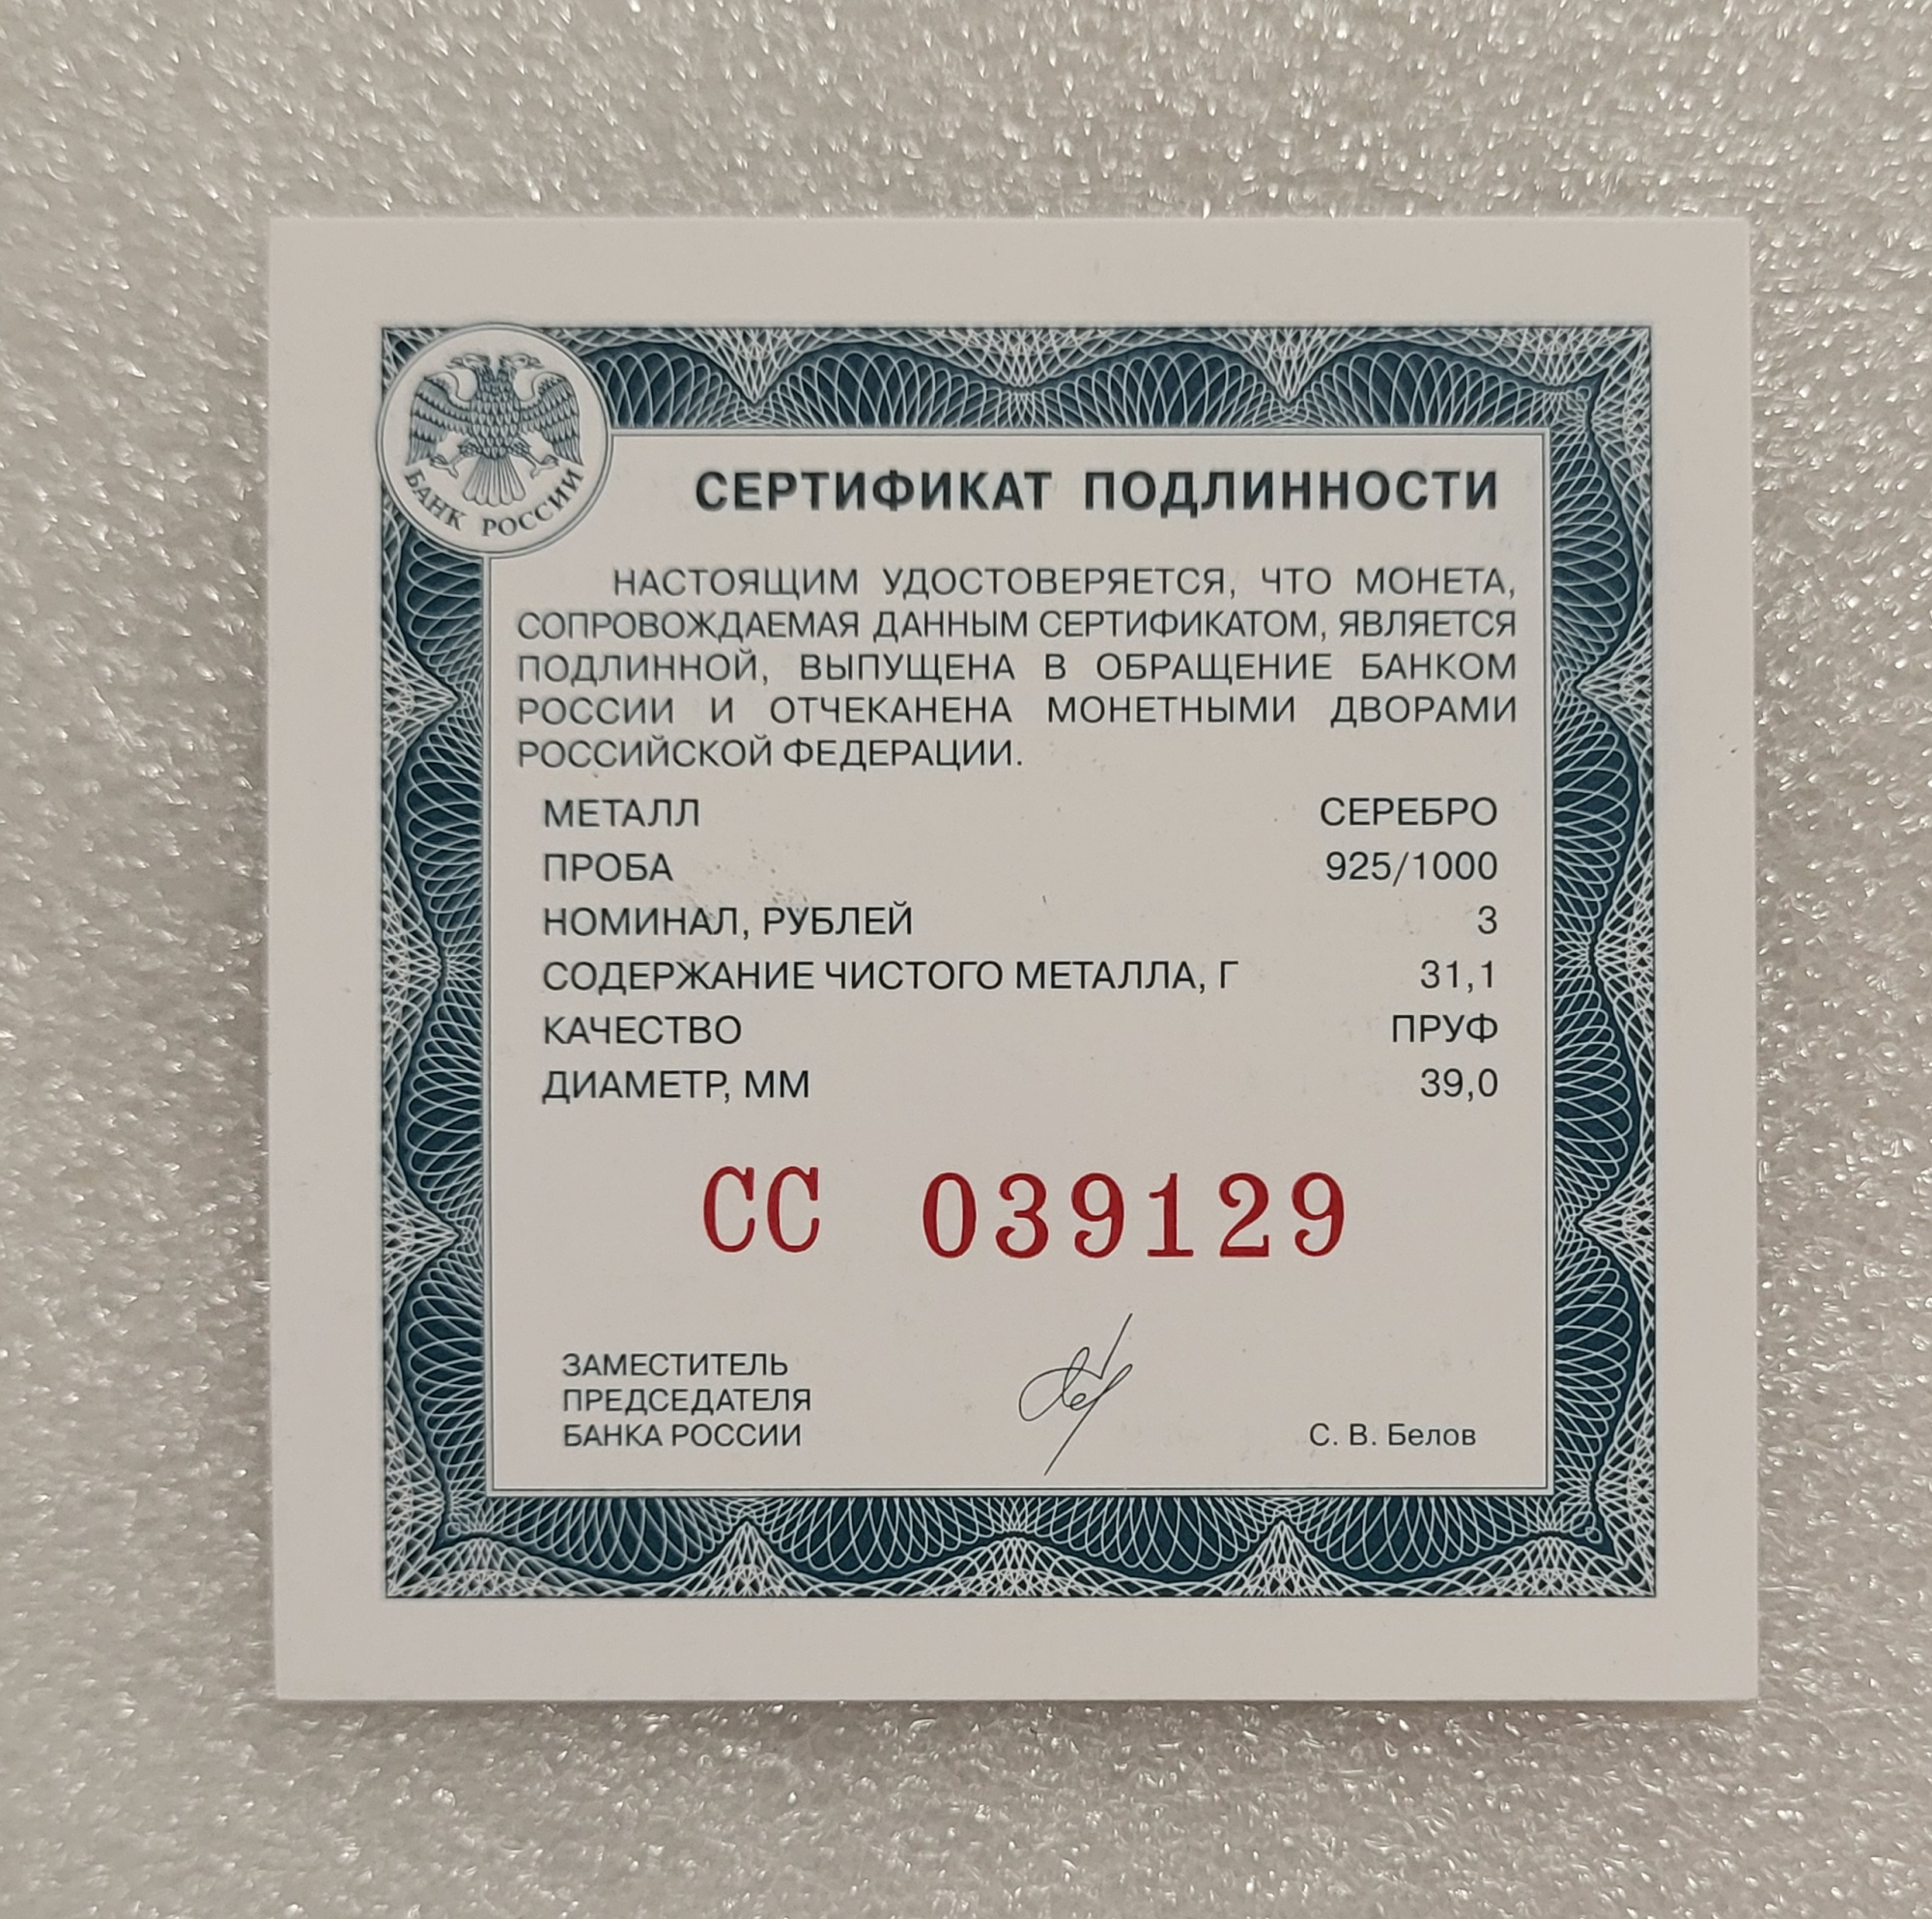 БАНК РОССИИ
СЕРТИФИКАТ ПОДЛИННОСТИ
НАСТОЯЩИМ УДОСТОВЕРЯЕТСЯ, ЧТО МОНЕТА,
СОПРОВОЖДАЕМАЯ ДАННЫМ СЕРТИФИКАТОМ, ЯВЛЯЕТСЯ
ПОДЛИННОЙ, ВЫПУЩЕНА В ОБРАЩЕНИЕ БАНКОМ
РОССИИ И ОТЧЕКАНЕНА МОНЕТНЫМИ ДВОРАМИ
РОССИЙСКОЙ ФЕДЕРАЦИИ.
МЕТАЛЛ СЕРЕБРО
ПРОБА 925/1000
НОМИНАЛ, РУБЛЕЙ 3
СОДЕРЖАНИЕ ЧИСТОГО МЕТАЛЛА, Г 31,1
КАЧЕСТВО ПРУФ
ДИАМЕТР, ММ 39,0
СС 039129
ЗАМЕСТИТЕЛЬ
ПРЕДСЕДАТЕЛЯ
БАНКА РОССИИ С. В. Белов